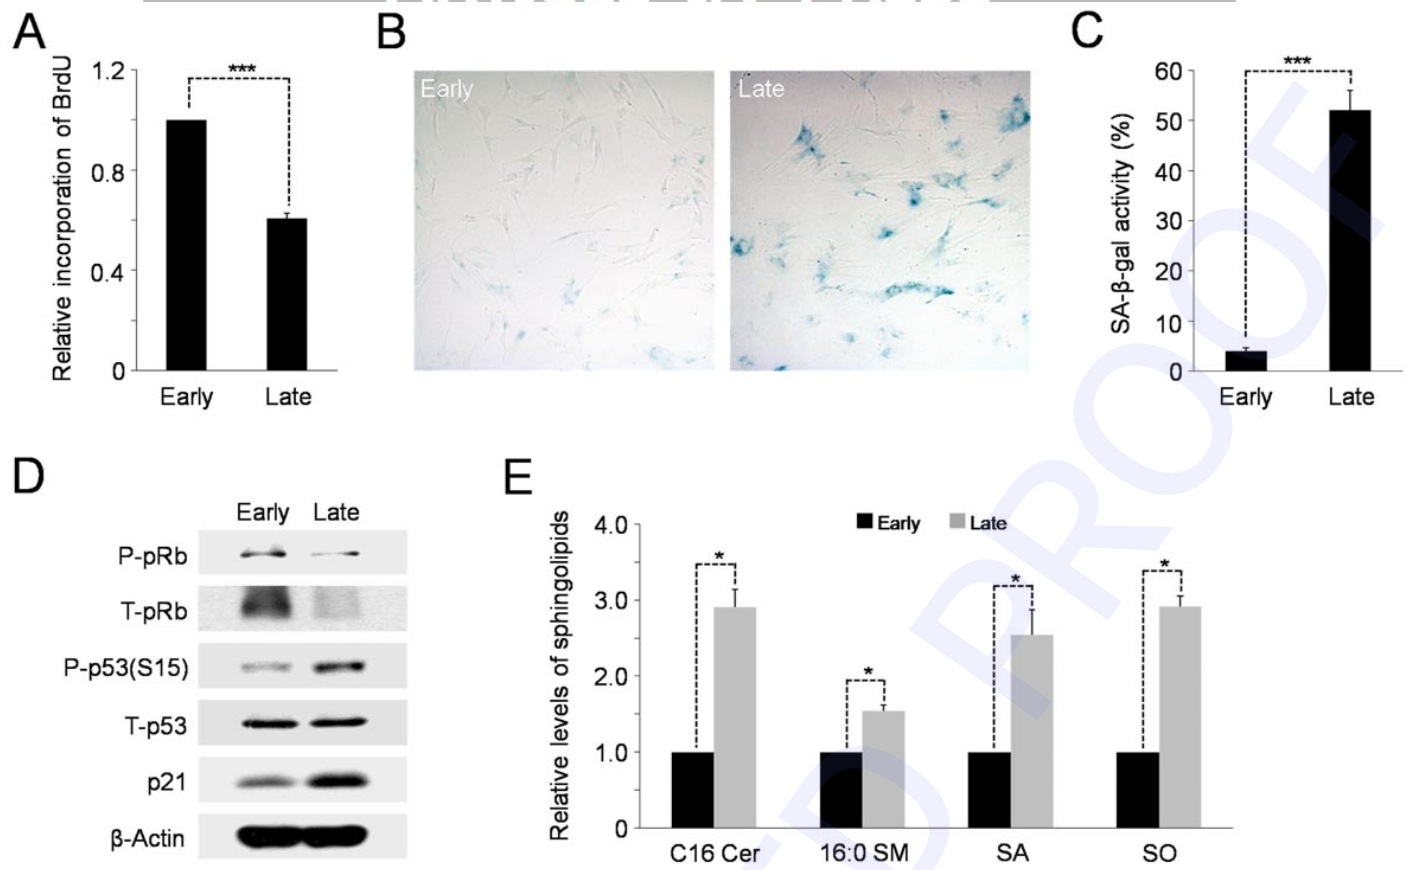 A
Relative incorporation of BrdU
1.2
0.8
0.4
0
***
Early
Late
B
Early
Late
C
SA-β-gal activity (%)
60
50
40
30
20
10
0
***
Early
Late
D
Early Late
P-pRb
T-pRb
P-p53(S15)
T-p53
p21
β-Actin
E
Relative levels of sphingolipids
4.0
3.0
2.0
1.0
0
Early Late
*
*
*
*
C16 Cer
16:0 SM
SA
SO
D PROOF